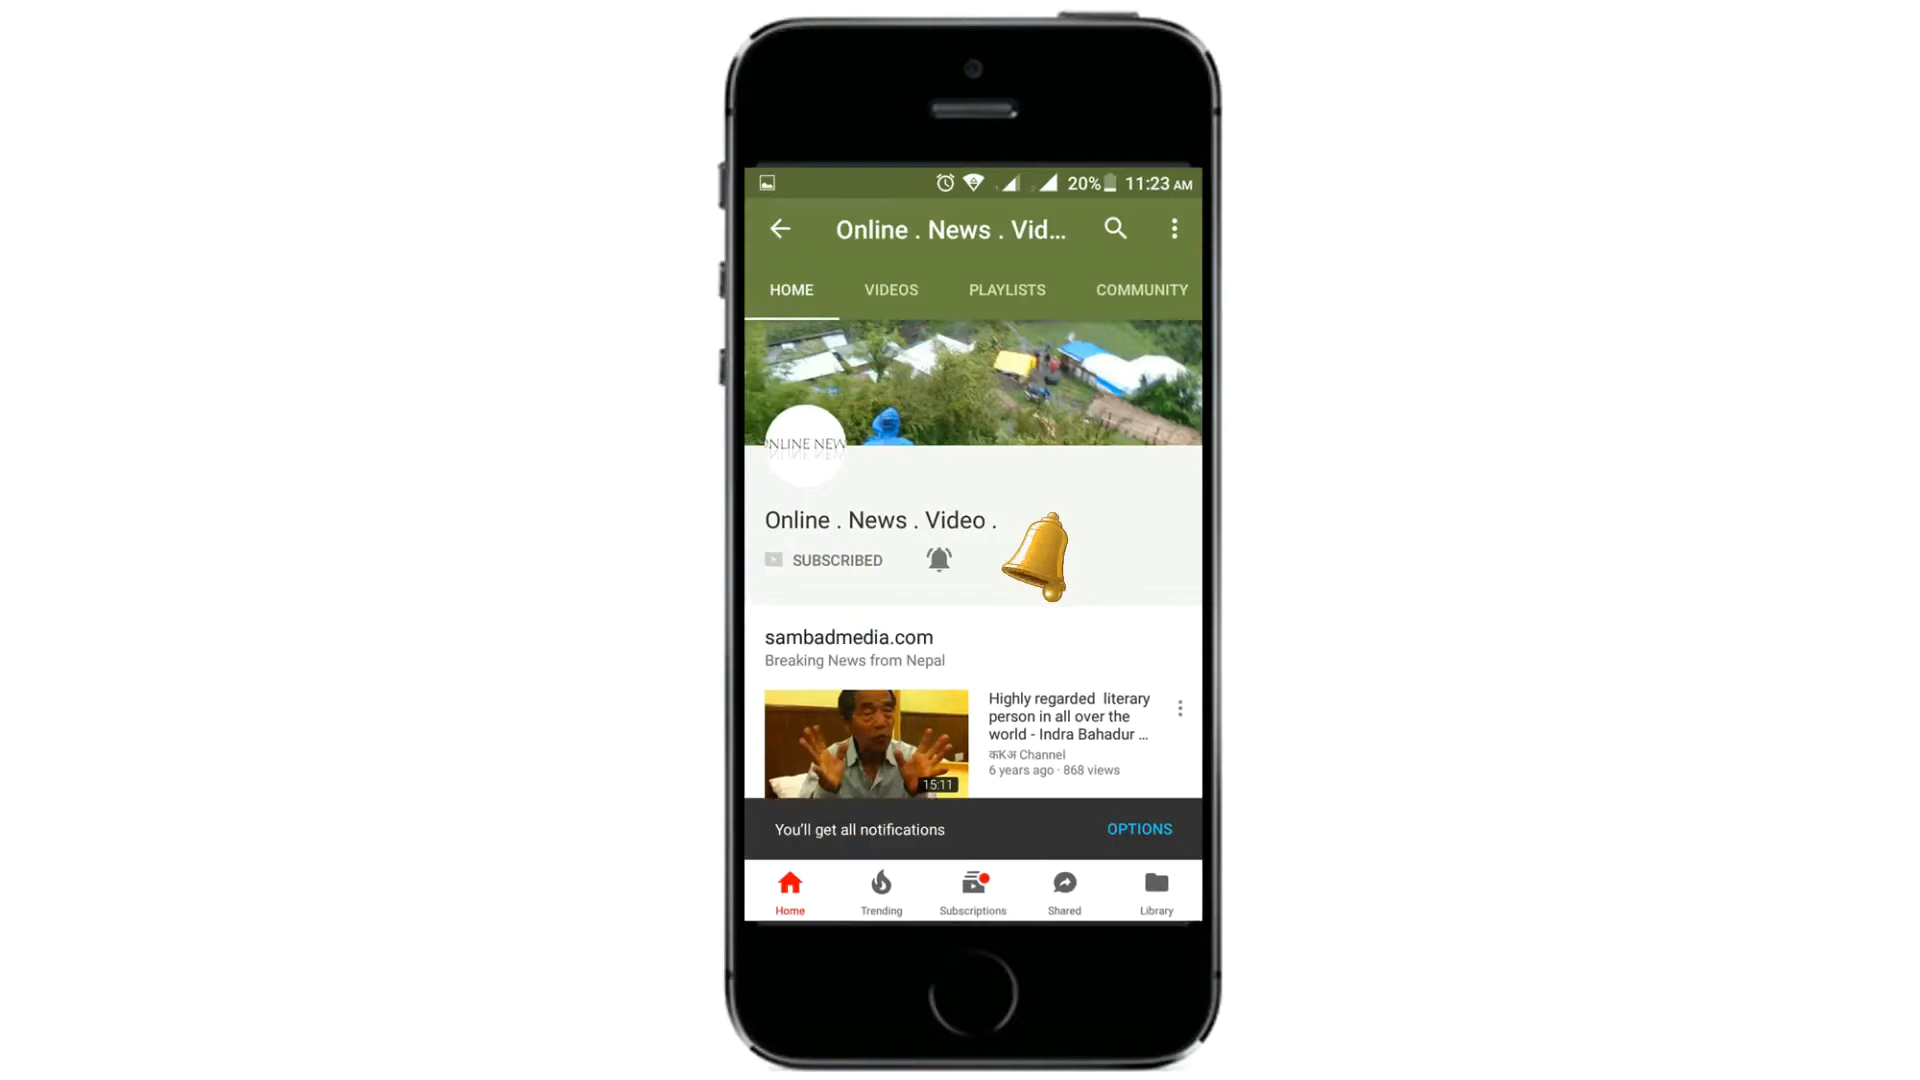 20% 11:23 AM
Online . News . Vid...
HOME VIDEOS PLAYLISTS COMMUNITY
NLINE NEW
Online . News . Video .
SUBSCRIBED
sambadmedia.com
Breaking News from Nepal
Highly regarded literary
person in all over the
world - Indra Bahadur ...
कKअ Channel
6 years ago · 868 views
15:11
You'll get all notifications OPTIONS
Home Trending Subscriptions Shared Library